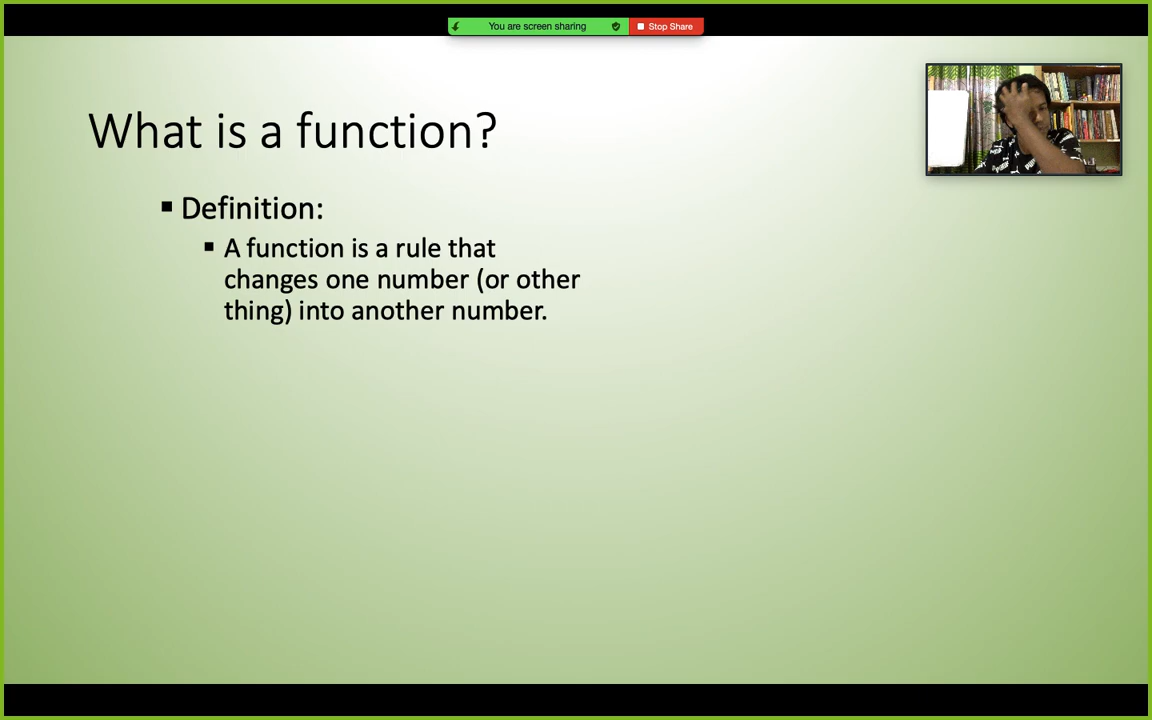 You are screen sharing
Stop Share
What is a function?
Definition:
A function is a rule that
changes one number (or other
thing) into another number.